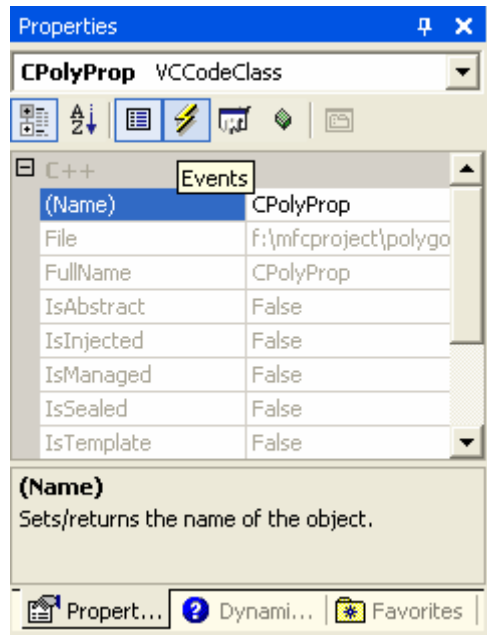 Properties
CPolyProp VCCodeClass
C++
Events
(Name) CPolyProp
File f:\mfcproject\polygo
FullName CPolyProp
IsAbstract False
IsInjected False
IsManaged False
IsSealed False
IsTemplate False
(Name)
Sets/returns the name of the object.
Propert... Dynami... Favorites